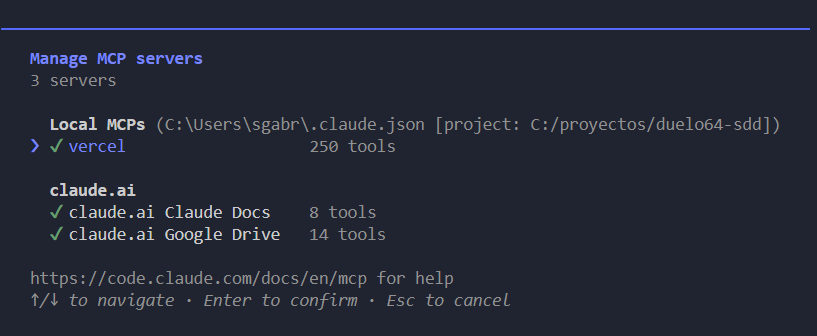 Manage MCP servers
3 servers
Local MCPs (C:\Users\sgabr\.claude.json [project: C:/proyectos/duelo64-sdd])
❯ ✓ vercel 250 tools
claude.ai
✓ claude.ai Claude Docs 8 tools
✓ claude.ai Google Drive 14 tools
https://code.claude.com/docs/en/mcp for help
↑/↓ to navigate · Enter to confirm · Esc to cancel